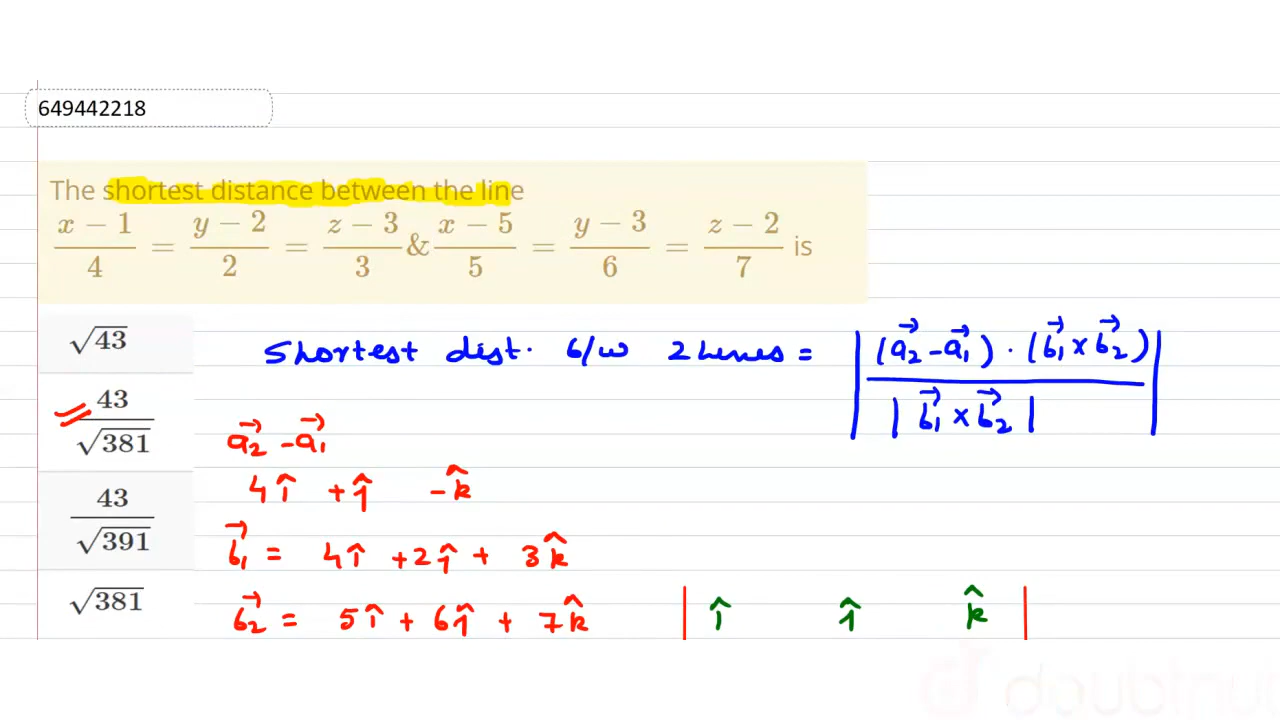 649442218
The shortest distance between the line
x − 1 / 4 = y − 2 / 2 = z − 3 / 3 & x − 5 / 5 = y − 3 / 6 = z − 2 / 7 is
√43
Shortest dist. b/w 2 lines = | (a₂⃗ − a₁⃗) · (b₁⃗ × b₂⃗) / |b₁⃗ × b₂⃗| |
43 / √381
a₂⃗ − a₁⃗
4î + ĵ − k̂
43 / √391
b₁⃗ = 4î + 2ĵ + 3k̂
√381
b₂⃗ = 5î + 6ĵ + 7k̂ | î ĵ k̂ |
doubtnut